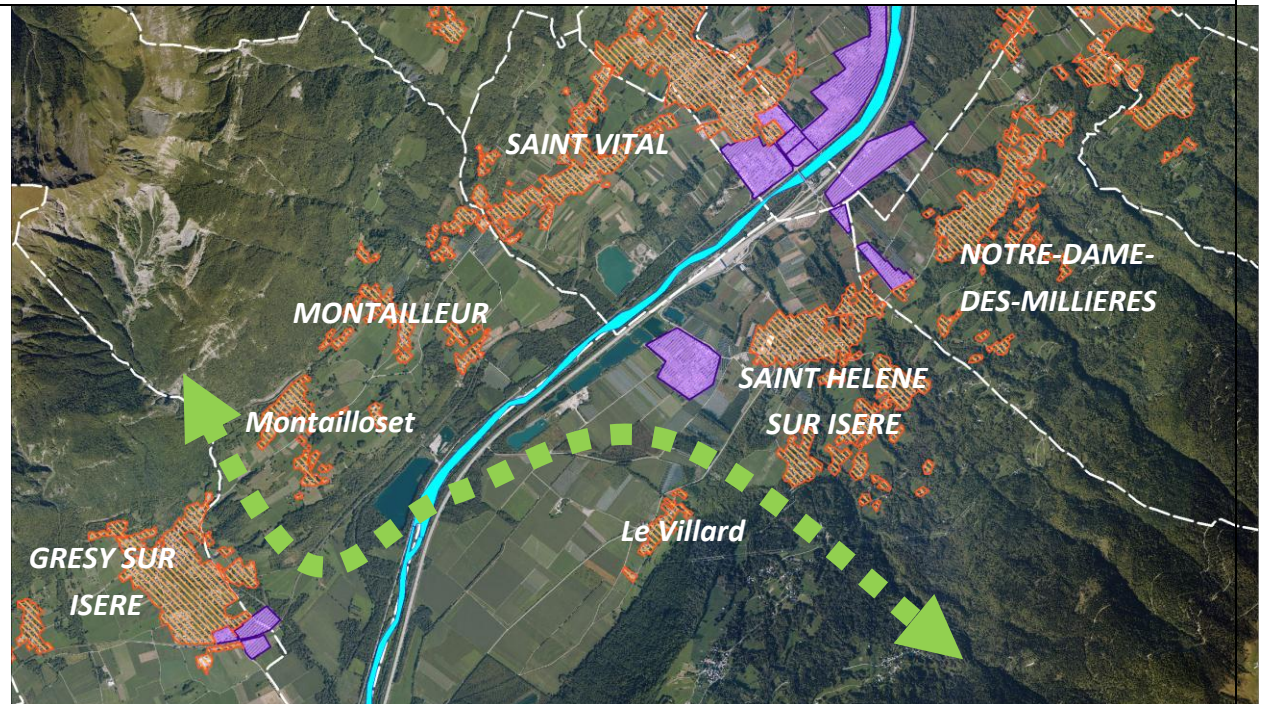 SAINT VITAL
NOTRE-DAME-
DES-MILLIERES
MONTAILLEUR
SAINT HELENE
SUR ISERE
Montailloset
Le Villard
GRESY SUR
ISERE